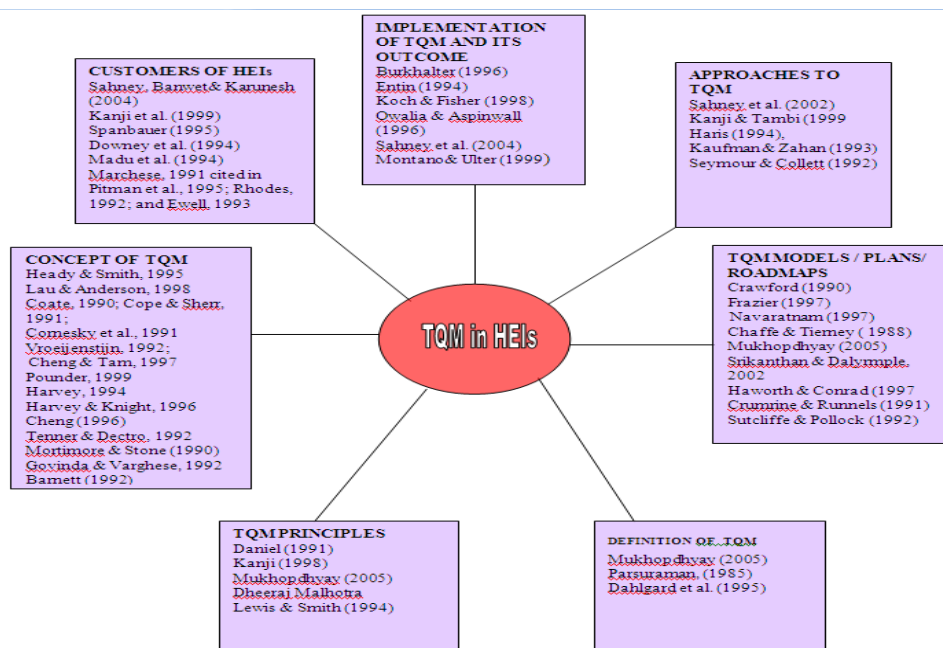 IMPLEMENTATION
OF TQM AND ITS
OUTCOME
Burkhalter (1996)
Entin (1994)
Koch & Fisher (1998)
Owalia & Aspinwall
(1996)
Sahney et al. (2004)
Montano & Ulter (1999)
CUSTOMERS OF HEIs
Sahney, Banwet & Karunesh
(2004)
Kanji et al. (1999)
Spanbauer (1995)
Downey et al. (1994)
Madu et al. (1994)
Marchese, 1991 cited in
Pitman et al., 1995; Rhodes,
1992; and Ewell, 1993
APPROACHES TO
TQM
Sahney et al. (2002)
Kanji & Tambi (1999
Haris (1994),
Kaufman & Zahan (1993)
Seymour & Collett (1992)
CONCEPT OF TQM
Heady & Smith, 1995
Lau & Anderson, 1998
Coate, 1990; Cope & Sherr,
1991;
Cornesky et al., 1991
Vroeijenstijn, 1992;
Cheng & Tam, 1997
Pounder, 1999
Harvey, 1994
Harvey & Knight, 1996
Cheng (1996)
Tenner & Dectro, 1992
Mortimore & Stone (1990)
Govinda & Varghese, 1992
Barnett (1992)
TQM MODELS / PLANS/
ROADMAPS
Crawford (1990)
Frazier (1997)
Navaratnam (1997)
Chaffe & Tierney ( 1988)
Mukhopdhyay (2005)
Srikanthan & Dalyrmple,
2002
Haworth & Conrad (1997
Crumrine & Runnels (1991)
Sutcliffe & Pollock (1992)
TQM in HEIs
TQM PRINCIPLES
Daniel (1991)
Kanji (1998)
Mukhopdhyay (2005)
Dheeraj Malhotra
Lewis & Smith (1994)
DEFINITION OF TQM
Mukhopdhyay (2005)
Parsuraman, (1985)
Dahlgard et al. (1995)